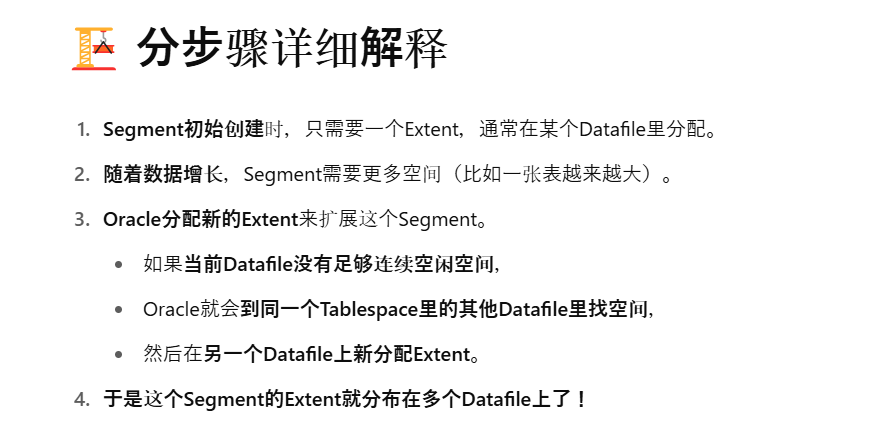 🏗️ 分步骤详细解释
1. Segment初始创建时，只需要一个Extent，通常在某个Datafile里分配。
2. 随着数据增长，Segment需要更多空间（比如一张表越来越大）。
3. Oracle分配新的Extent来扩展这个Segment。
• 如果当前Datafile没有足够连续空闲空间，
• Oracle就会到同一个Tablespace里的其他Datafile里找空间，
• 然后在另一个Datafile上新分配Extent。
4. 于是这个Segment的Extent就分布在多个Datafile上了！